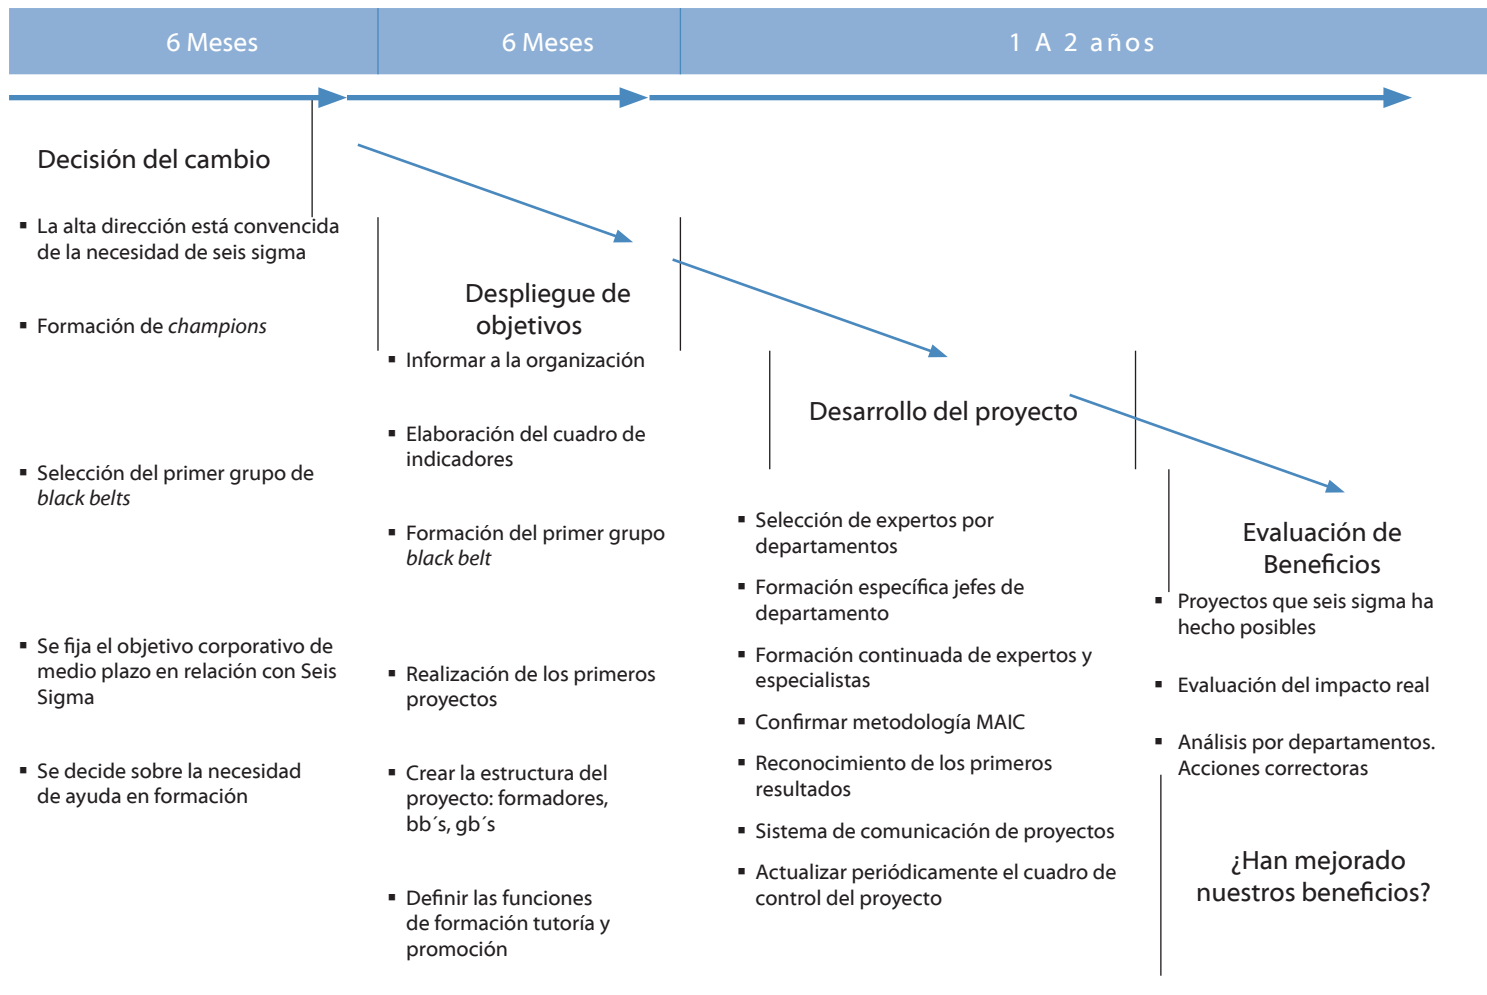 6 Meses
6 Meses
1 A 2 años
Decisión del cambio
▪ La alta dirección está convencida
de la necesidad de seis sigma
▪ Formación de champions
▪ Selección del primer grupo de
black belts
▪ Se fija el objetivo corporativo de
medio plazo en relación con Seis
Sigma
▪ Se decide sobre la necesidad
de ayuda en formación
Despliegue de
objetivos
▪ Informar a la organización
▪ Elaboración del cuadro de
indicadores
▪ Formación del primer grupo
black belt
▪ Realización de los primeros
proyectos
▪ Crear la estructura del
proyecto: formadores,
bb´s, gb´s
▪ Definir las funciones
de formación tutoría y
promoción
Desarrollo del proyecto
▪ Selección de expertos por
departamentos
▪ Formación específica jefes de
departamento
▪ Formación continuada de expertos y
especialistas
▪ Confirmar metodología MAIC
▪ Reconocimiento de los primeros
resultados
▪ Sistema de comunicación de proyectos
▪ Actualizar periódicamente el cuadro de
control del proyecto
Evaluación de
Beneficios
▪ Proyectos que seis sigma ha
hecho posibles
▪ Evaluación del impacto real
▪ Análisis por departamentos.
Acciones correctoras
¿Han mejorado
nuestros beneficios?